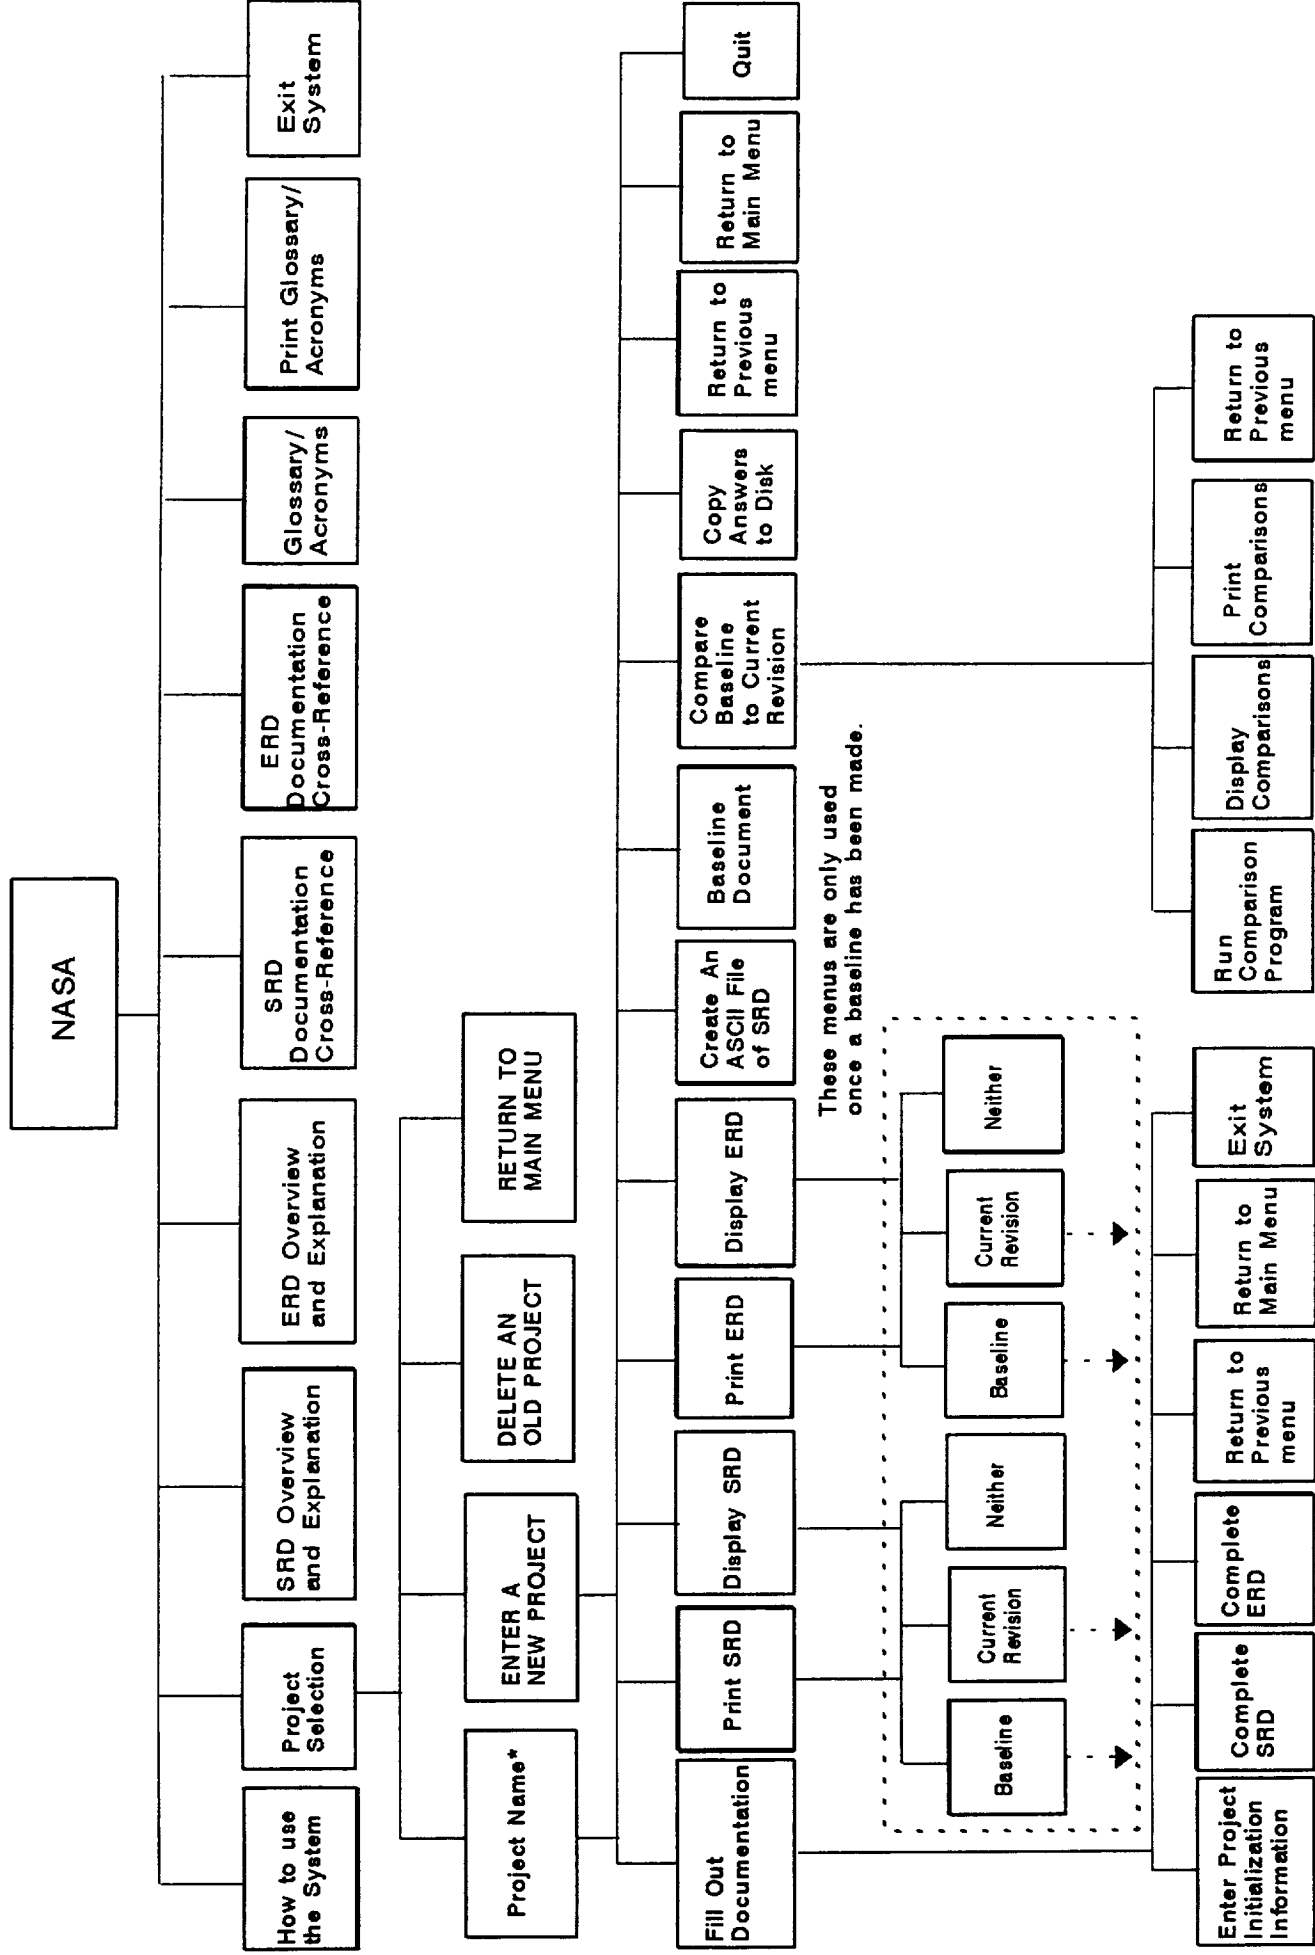 NASA
How to use
the System
Project
Selection
SRD Overview
and Explanation
ERD Overview
and Explanation
SRD
Documentation
Cross-Reference
ERD
Documentation
Cross-Reference
Glossary/
Acronyms
Print Glossary/
Acronyms
Exit
System
Project Name*
ENTER A
NEW PROJECT
DELETE AN
OLD PROJECT
RETURN TO
MAIN MENU
Fill Out
Documentation
Print SRD
Display SRD
Print ERD
Display ERD
Create An
ASCII File
of SRD
Baseline
Document
Compare
Baseline
to Current
Revision
Copy
Answers
to Disk
Return to
Previous
menu
Return to
Main Menu
Quit
These menus are only used
once a baseline has been made.
Baseline
Current
Revision
Neither
Baseline
Current
Revision
Neither
Enter Project
Initialization
Information
Complete
SRD
Complete
ERD
Return to
Previous
menu
Return to
Main Menu
Exit
System
Run
Comparison
Program
Display
Comparisons
Print
Comparisons
Return to
Previous
menu